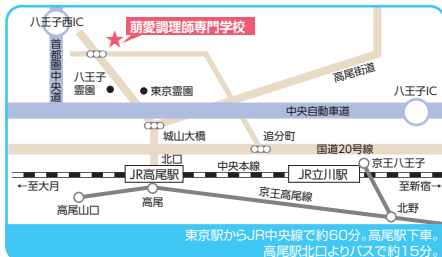 八王子西IC
萠愛調理師専門学校
首都圏中央道
八王子霊園
東京霊園
高尾街道
八王子IC
中央自動車道
城山大橋
追分町
国道20号線
北口
中央本線
京王八王子
JR高尾駅
JR立川駅
←至大月
至新宿→
高尾
京王高尾線
高尾山口
北野
東京駅からJR中央線で約60分。高尾駅下車。
高尾駅北口よりバスで約15分。